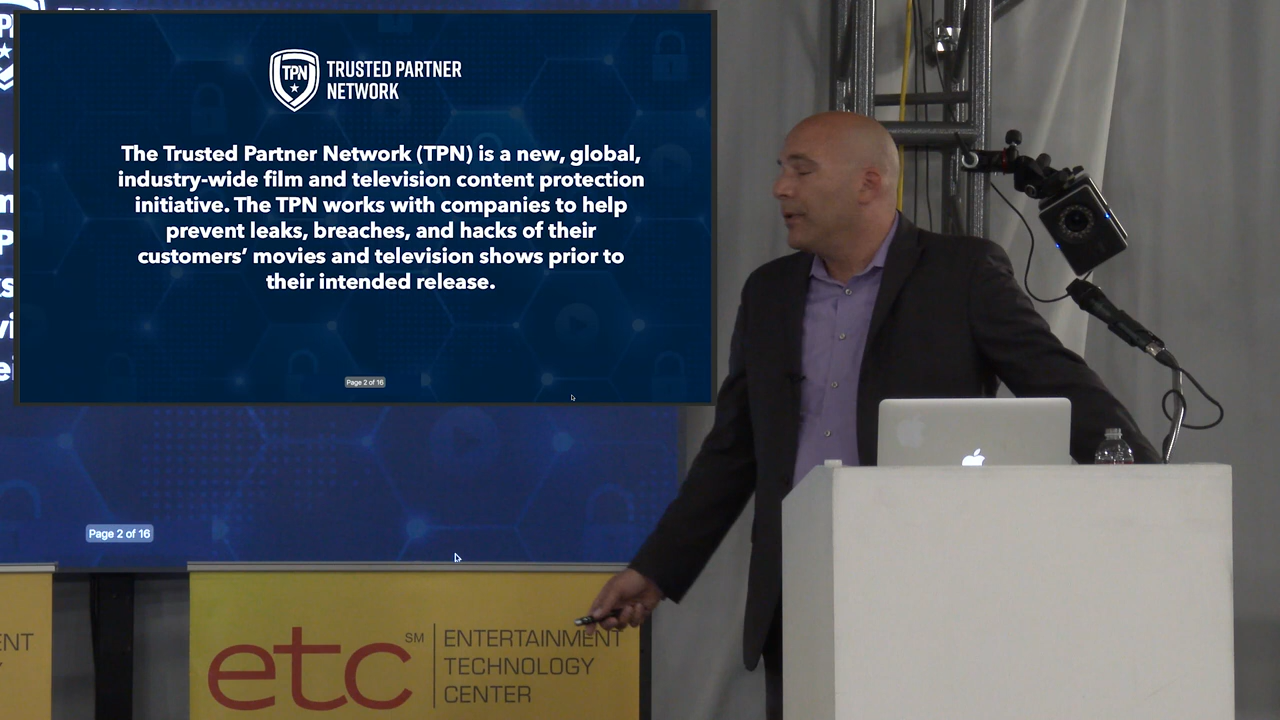 TPN
TRUSTED PARTNER
NETWORK
The Trusted Partner Network (TPN) is a new, global,
industry-wide film and television content protection
initiative. The TPN works with companies to help
prevent leaks, breaches, and hacks of their
customers’ movies and television shows prior to
their intended release.
Page 2 of 16
Page 2 of 16
etc SM
ENTERTAINMENT
TECHNOLOGY
CENTER